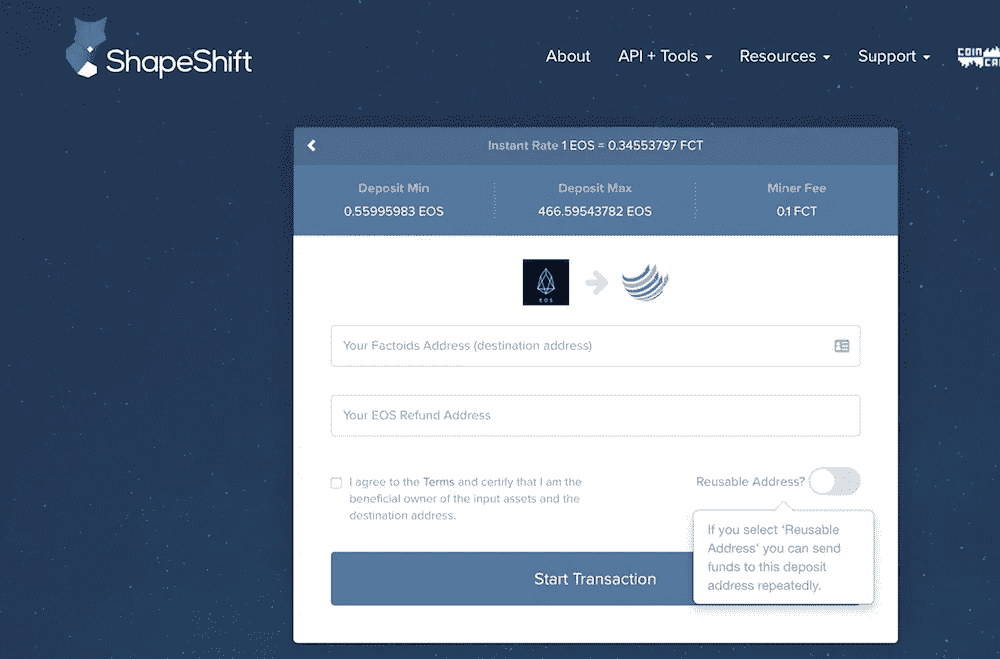 ShapeShift
About API + Tools Resources Support
Instant Rate 1 EOS = 0.34553797 FCT
Deposit Min Deposit Max Miner Fee
0.55995983 EOS 466.59543782 EOS 0.1 FCT
EOS
Your Factoids Address (destination address)
Your EOS Refund Address
I agree to the Terms and certify that I am the
beneficial owner of the input assets and the
destination address.
Reusable Address?
If you select ‘Reusable
Address’ you can send
funds to this deposit
address repeatedly.
Start Transaction